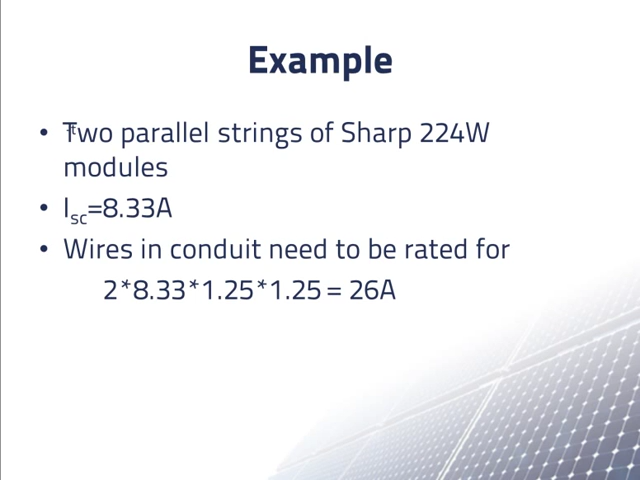 Example
• Two parallel strings of Sharp 224W
modules
• Isc=8.33A
• Wires in conduit need to be rated for
2*8.33*1.25*1.25 = 26A